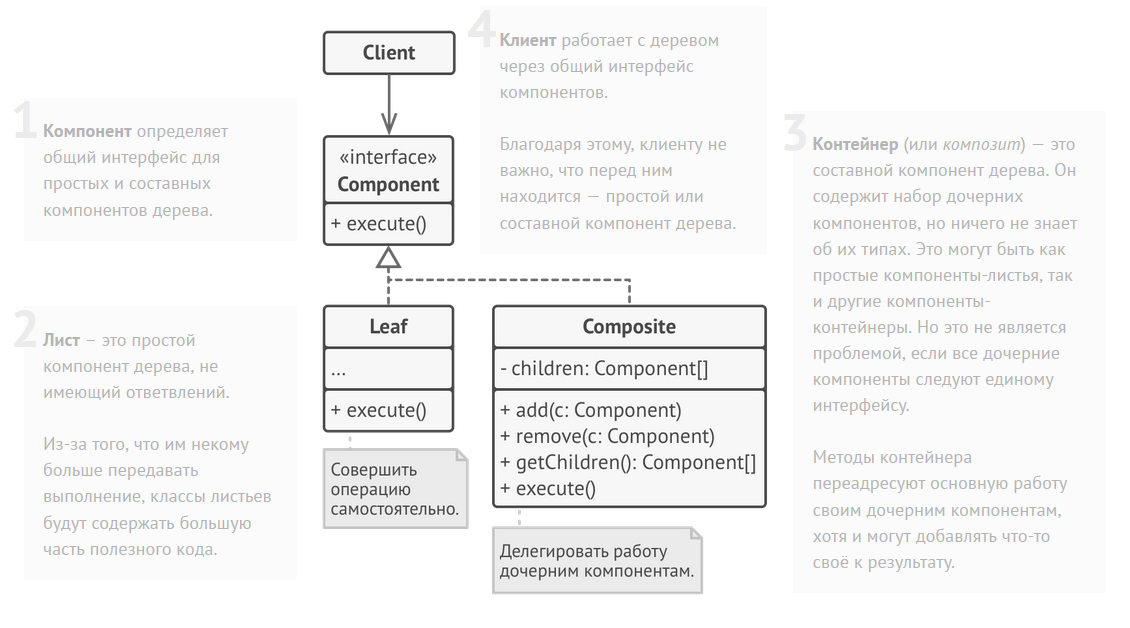 1
Компонент определяет
общий интерфейс для
простых и составных
компонентов дерева.
2
Лист – это простой
компонент дерева, не
имеющий ответвлений.
Из-за того, что им некому
больше передавать
выполнение, классы листьев
будут содержать большую
часть полезного кода.
Client
«interface»
Component
+ execute()
Leaf
...
+ execute()
Совершить
операцию
самостоятельно.
Composite
- children: Component[]
+ add(c: Component)
+ remove(c: Component)
+ getChildren(): Component[]
+ execute()
Делегировать работу
дочерним компонентам.
4
Клиент работает с деревом
через общий интерфейс
компонентов.
Благодаря этому, клиенту не
важно, что перед ним
находится — простой или
составной компонент дерева.
3
Контейнер (или композит) — это
составной компонент дерева. Он
содержит набор дочерних
компонентов, но ничего не знает
об их типах. Это могут быть как
простые компоненты-листья, так
и другие компоненты-
контейнеры. Но это не является
проблемой, если все дочерние
компоненты следуют единому
интерфейсу.
Методы контейнера
переадресуют основную работу
своим дочерним компонентам,
хотя и могут добавлять что-то
своё к результату.